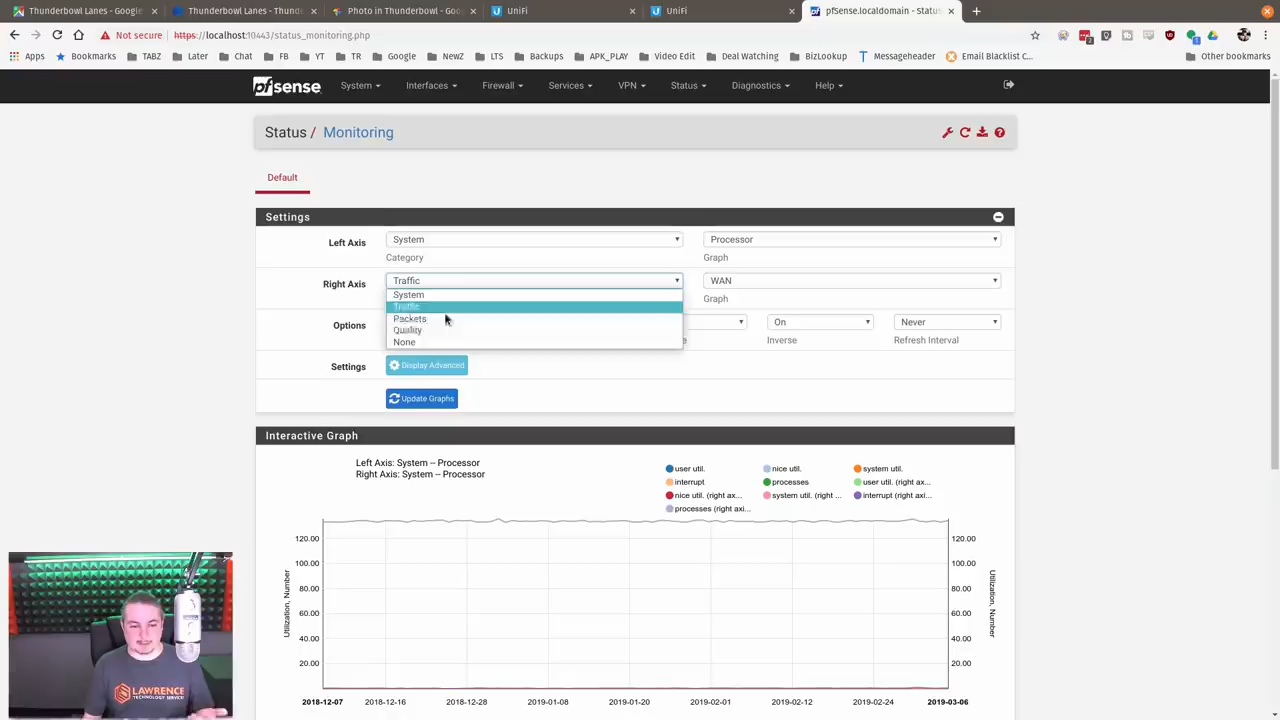 Thunderbowl Lanes - Google
Thunderbowl Lanes - Thunde
Photo in Thunderbowl - Goo
UniFi
UniFi
pfSense.localdomain - Status
Not secure
https://localhost:10443/status_monitoring.php
Apps
Bookmarks
TABZ
Later
Chat
FB
YT
TR
Google
NewZ
LTS
Backups
APK_PLAY
Video Edit
Deal Watching
BizLookup
Messageheader
Email Blacklist C...
Other bookmarks
pfsense
System
Interfaces
Firewall
Services
VPN
Status
Diagnostics
Help
Status / Monitoring
Default
Settings
Left Axis
System
Processor
Category
Graph
Right Axis
Traffic
WAN
Graph
System
Traffic
Packets
Quality
None
Options
On
Never
Inverse
Refresh Interval
Settings
Display Advanced
Update Graphs
Interactive Graph
Left Axis: System -- Processor
Right Axis: System -- Processor
user util.
nice util.
system util.
interrupt
processes
user util. (right ax...
nice util. (right ax...
system util. (right ...
interrupt (right axi...
processes (right axi...
120.00
100.00
80.00
60.00
40.00
20.00
Utilization, Number
120.00
100.00
80.00
60.00
40.00
20.00
Utilization, Number
2018-12-07
2018-12-16
2018-12-28
2019-01-08
2019-01-20
2019-02-01
2019-02-12
2019-02-24
2019-03-06
LAWRENCE
TECHNOLOGY SERVICES